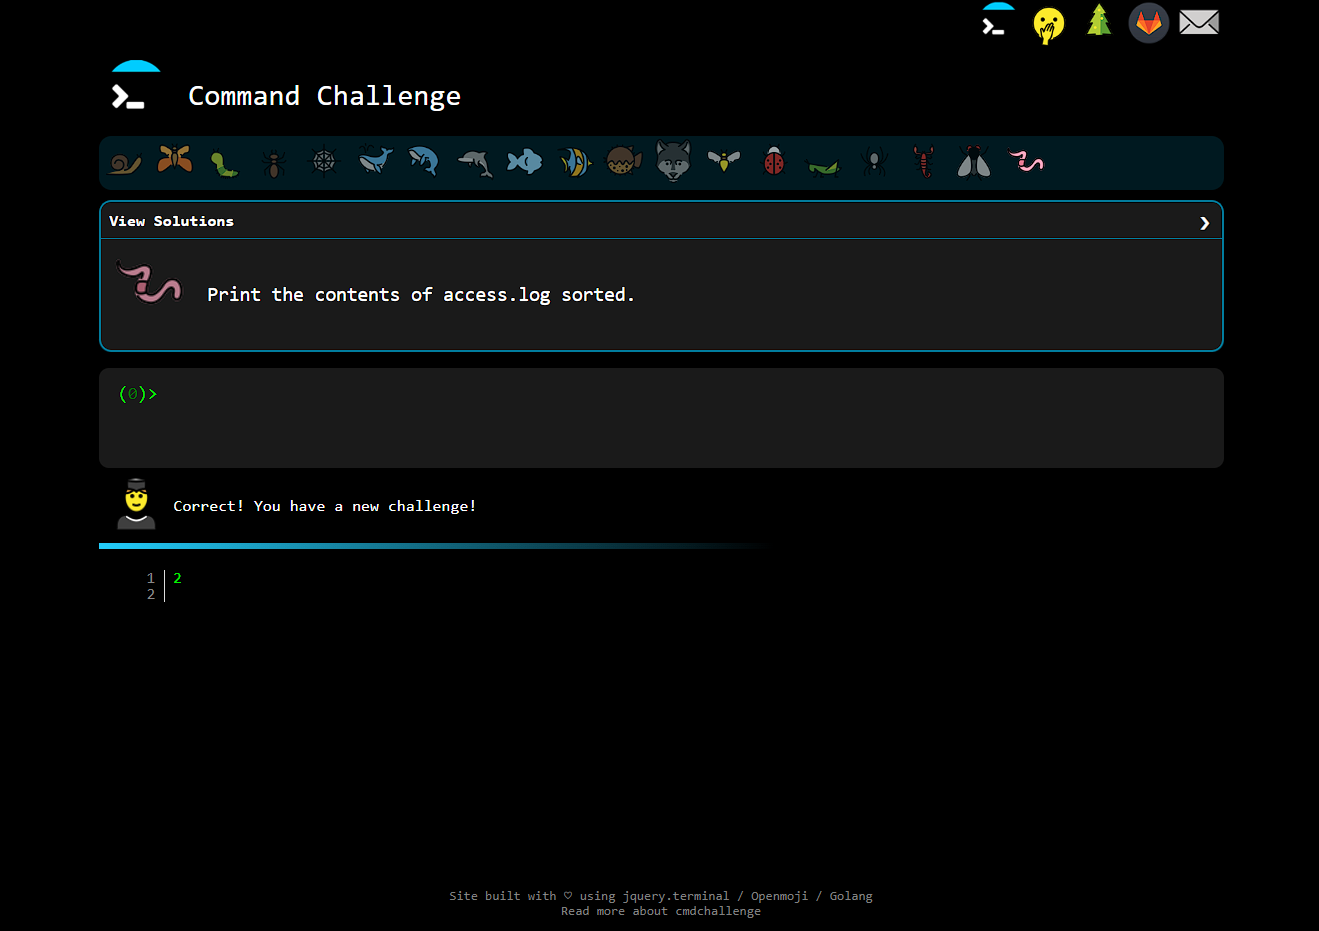 Command Challenge
View Solutions
Print the contents of access.log sorted.
(0)>
Correct! You have a new challenge!
1 2
2
Site built with ♡ using jquery.terminal / Openmoji / Golang
Read more about cmdchallenge